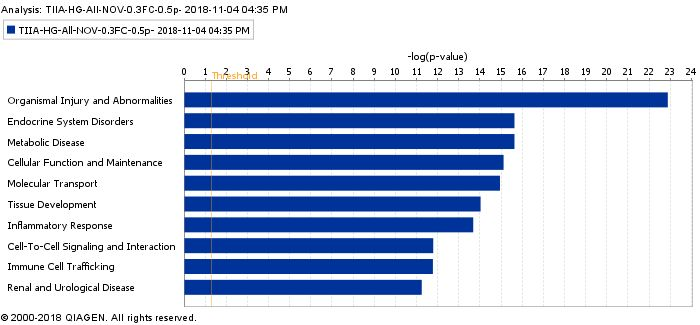 Analysis: TIIA-HG-All-NOV-0.3FC-0.5p- 2018-11-04 04:35 PM
TIIA-HG-All-NOV-0.3FC-0.5p- 2018-11-04 04:35 PM
-log(p-value)
0 1 2 3 4 5 6 7 8 9 10 11 12 13 14 15 16 17 18 19 20 21 22 23 24
Threshold
Organismal Injury and Abnormalities
Endocrine System Disorders
Metabolic Disease
Cellular Function and Maintenance
Molecular Transport
Tissue Development
Inflammatory Response
Cell-To-Cell Signaling and Interaction
Immune Cell Trafficking
Renal and Urological Disease
© 2000-2018 QIAGEN. All rights reserved.